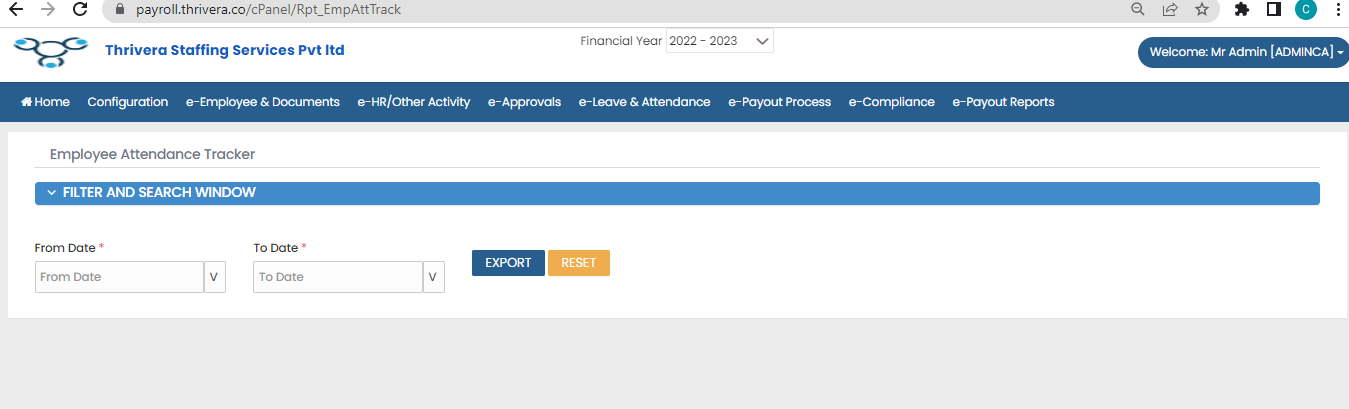 payroll.thrivera.co/cPanel/Rpt_EmpAttTrack
C
Thrivera Staffing Services Pvt ltd
Financial Year 2022 - 2023
Welcome: Mr Admin [ADMINCA]
Home Configuration e-Employee & Documents e-HR/Other Activity e-Approvals e-Leave & Attendance e-Payout Process e-Compliance e-Payout Reports
Employee Attendance Tracker
FILTER AND SEARCH WINDOW
From Date * To Date *
From Date V To Date V EXPORT RESET